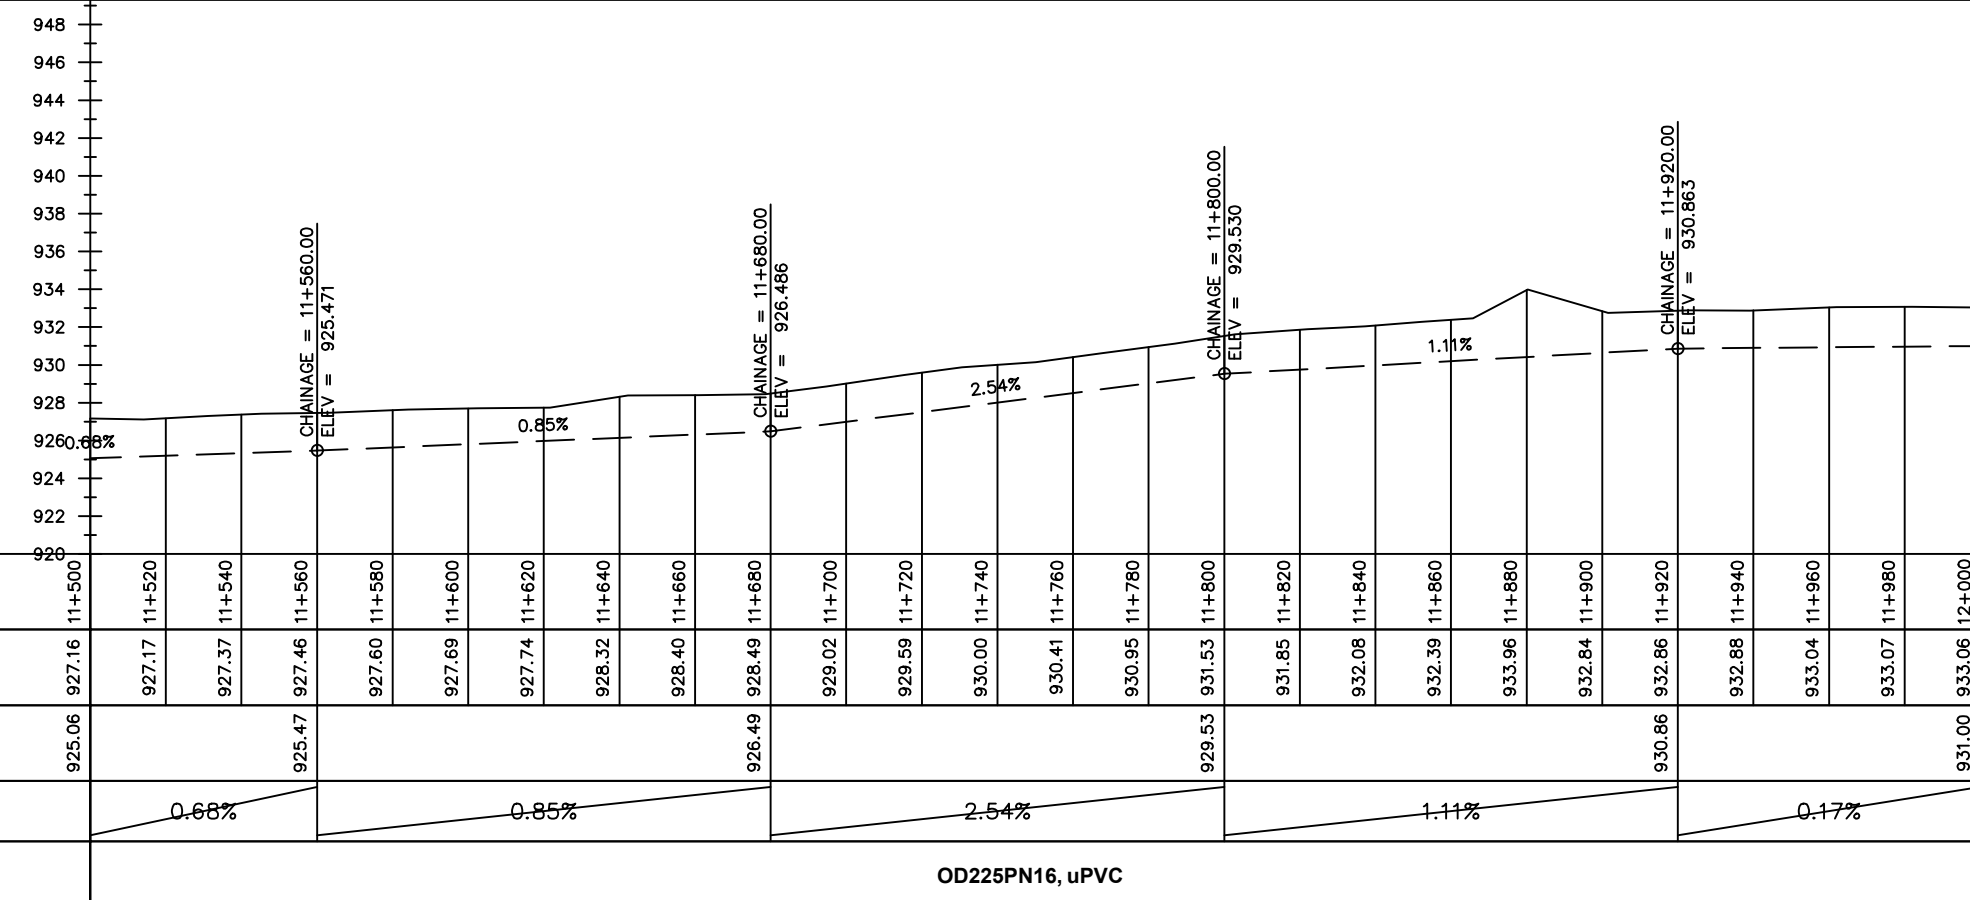 948
946
944
942
940
938
936
934
932
930
928
926
924
922
920
CHAINAGE = 11+560.00
ELEV = 925.471
CHAINAGE = 11+680.00
ELEV = 926.486
CHAINAGE = 11+800.00
ELEV = 929.530
CHAINAGE = 11+920.00
ELEV = 930.863
0.68%
0.85%
2.54%
1.11%
11+500 11+520 11+540 11+560 11+580 11+600 11+620 11+640 11+660 11+680 11+700 11+720 11+740 11+760 11+780 11+800 11+820 11+840 11+860 11+880 11+900 11+920 11+940 11+960 11+980 12+000
927.16 927.17 927.37 927.46 927.60 927.69 927.74 928.32 928.40 928.49 929.02 929.59 930.00 930.41 930.95 931.53 931.85 932.08 932.39 933.96 932.84 932.86 932.88 933.04 933.07 933.06
925.06 925.47 926.49 929.53 930.86 931.00
0.68% 0.85% 2.54% 1.11% 0.17%
OD225PN16, uPVC